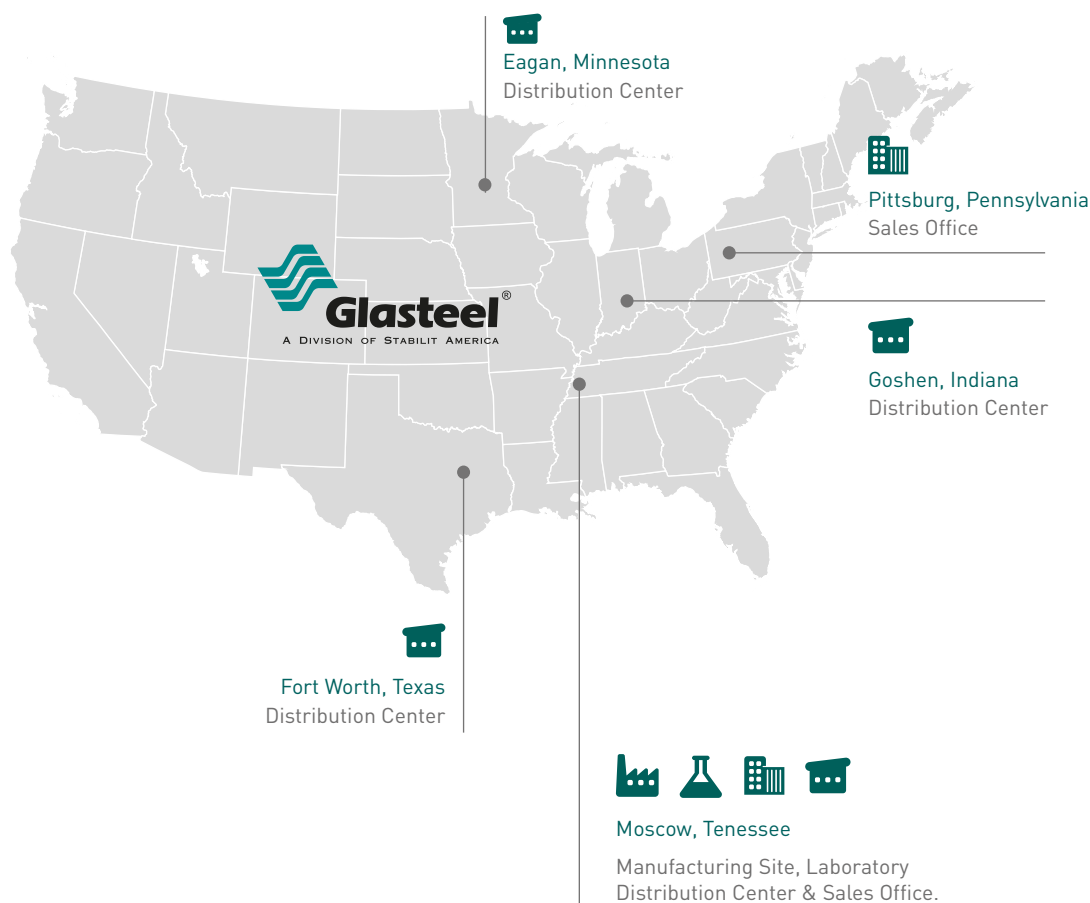 Eagan, Minnesota
Distribution Center
Pittsburg, Pennsylvania
Sales Office
Glasteel®
A Division of Stabilit America
Goshen, Indiana
Distribution Center
Fort Worth, Texas
Distribution Center
Moscow, Tenessee
Manufacturing Site, Laboratory
Distribution Center & Sales Office.